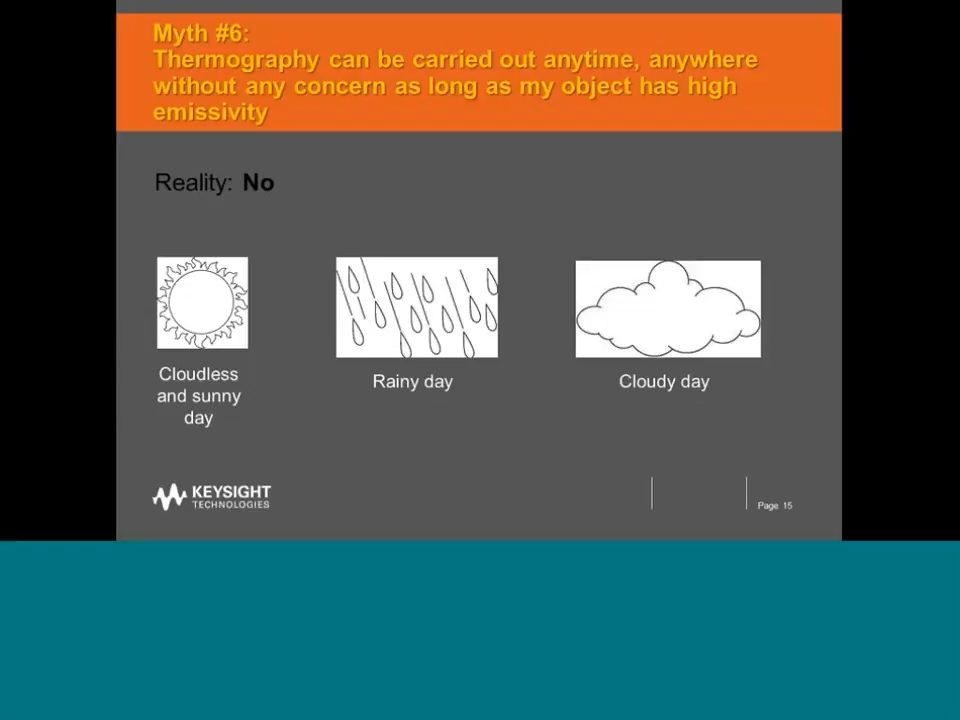 Myth #6:
Thermography can be carried out anytime, anywhere
without any concern as long as my object has high
emissivity
Reality: No
Cloudless
and sunny
day
Rainy day
Cloudy day
KEYSIGHT
TECHNOLOGIES
Page 15